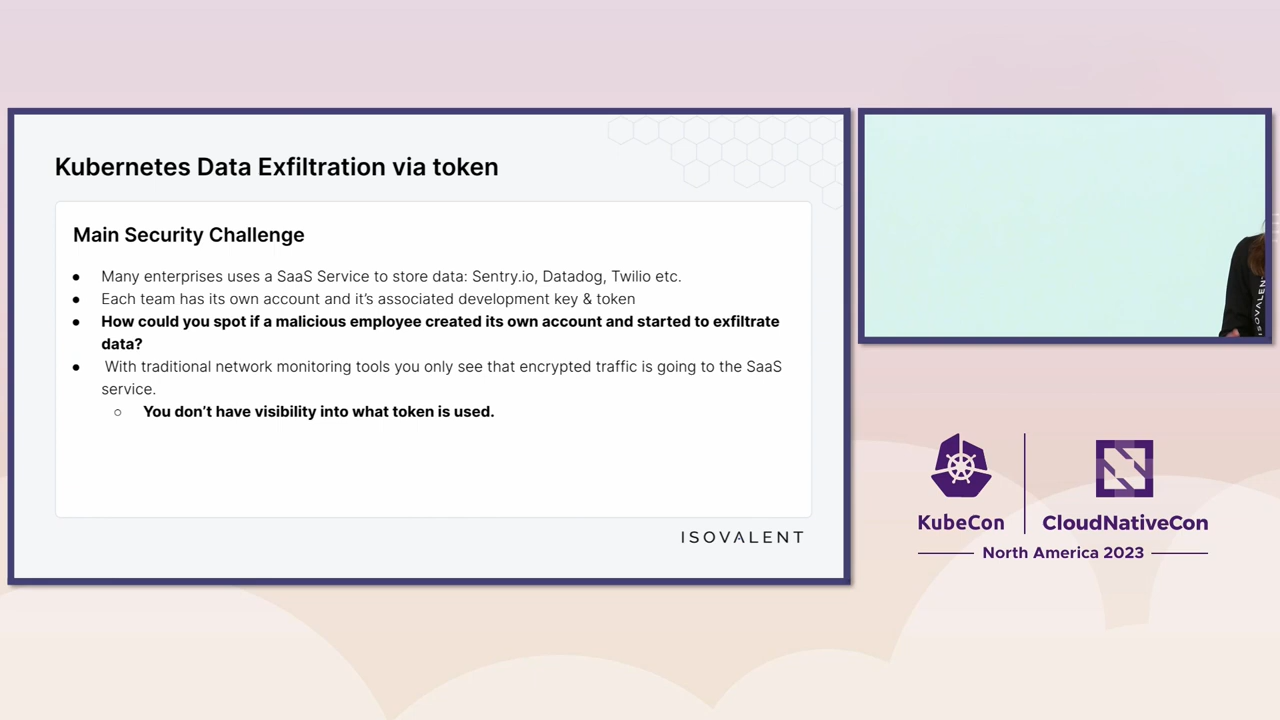 Kubernetes Data Exfiltration via token
Main Security Challenge
● Many enterprises uses a SaaS Service to store data: Sentry.io, Datadog, Twilio etc.
● Each team has its own account and it’s associated development key & token
● How could you spot if a malicious employee created its own account and started to exfiltrate
data?
● With traditional network monitoring tools you only see that encrypted traffic is going to the SaaS
service.
○ You don’t have visibility into what token is used.
ISOVALENT
ISOVALENT
KubeCon
CloudNativeCon
North America 2023